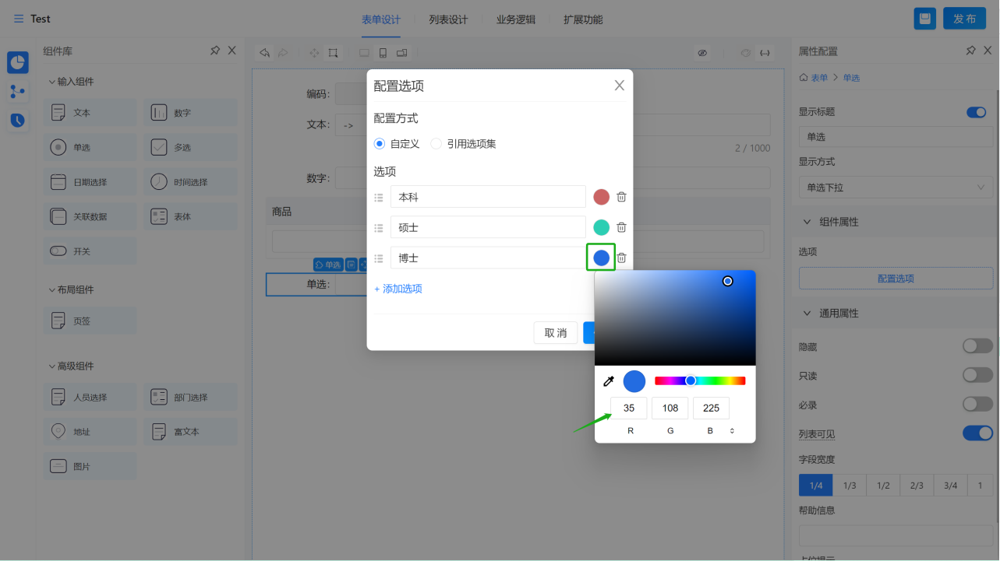 Test
表单设计
列表设计
业务逻辑
扩展功能
发布
组件库
输入组件
文本
数字
单选
多选
日期选择
时间选择
关联数据
表体
开关
布局组件
页签
高级组件
人员选择
部门选择
地址
富文本
图片
编码:
文本:
->
2 / 1000
数字:
商品
单选
单选:
配置选项
配置方式
自定义
引用选项集
选项
本科
硕士
博士
+ 添加选项
取消
35
108
225
R
G
B
属性配置
表单 > 单选
显示标题
单选
显示方式
单选下拉
组件属性
选项
配置选项
通用属性
隐藏
只读
必录
列表可见
字段宽度
1/4
1/3
1/2
2/3
3/4
1
帮助信息